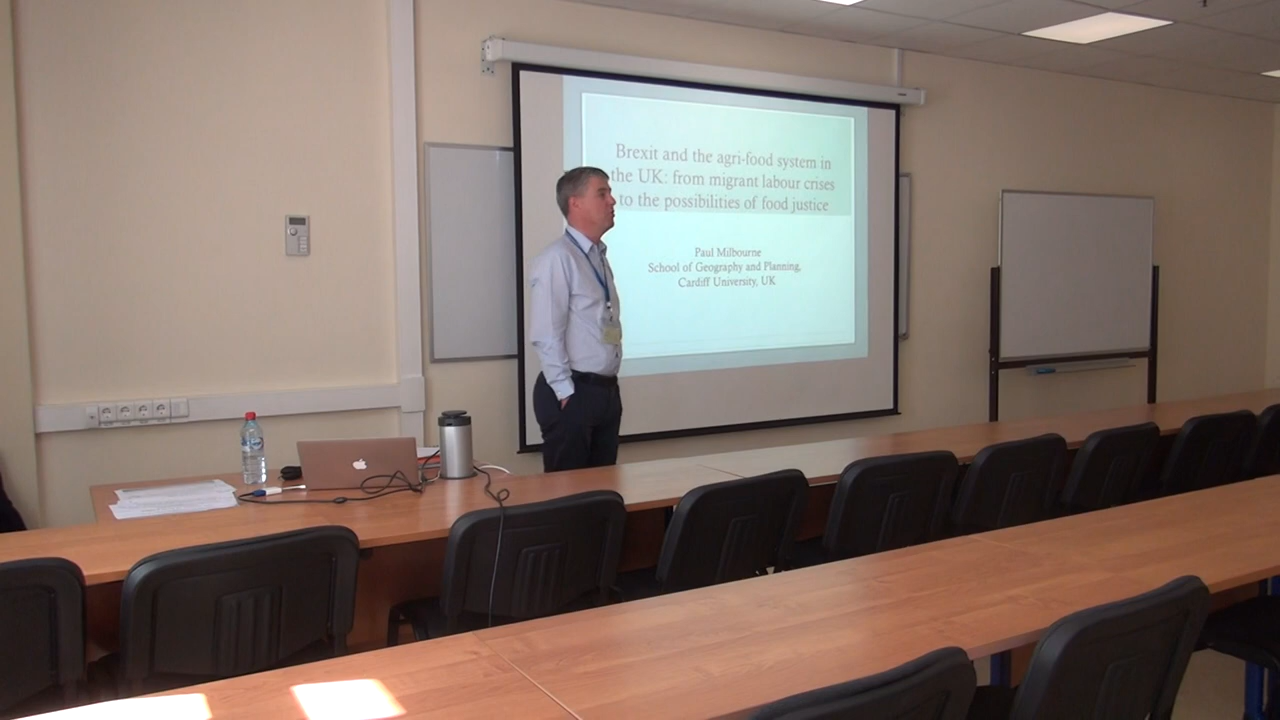 Brexit and the agri-food system in
the UK: from migrant labour crises
to the possibilities of food justice
Paul Milbourne
School of Geography and Planning,
Cardiff University, UK